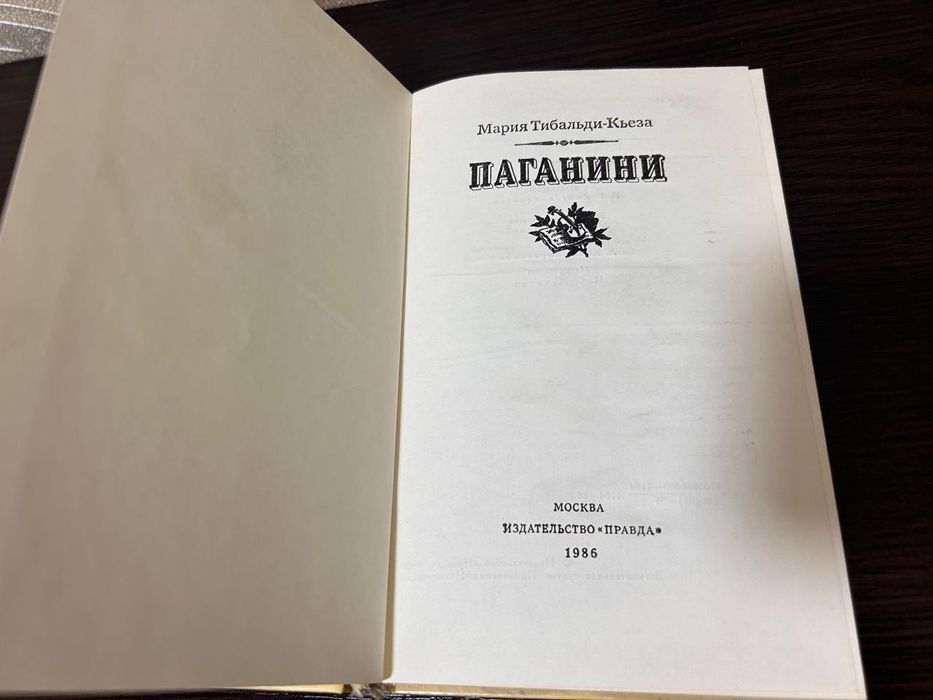 Мария Тибальди-Кьеза
ПАГАНИНИ
МОСКВА
ИЗДАТЕЛЬСТВО «ПРАВДА»
1986